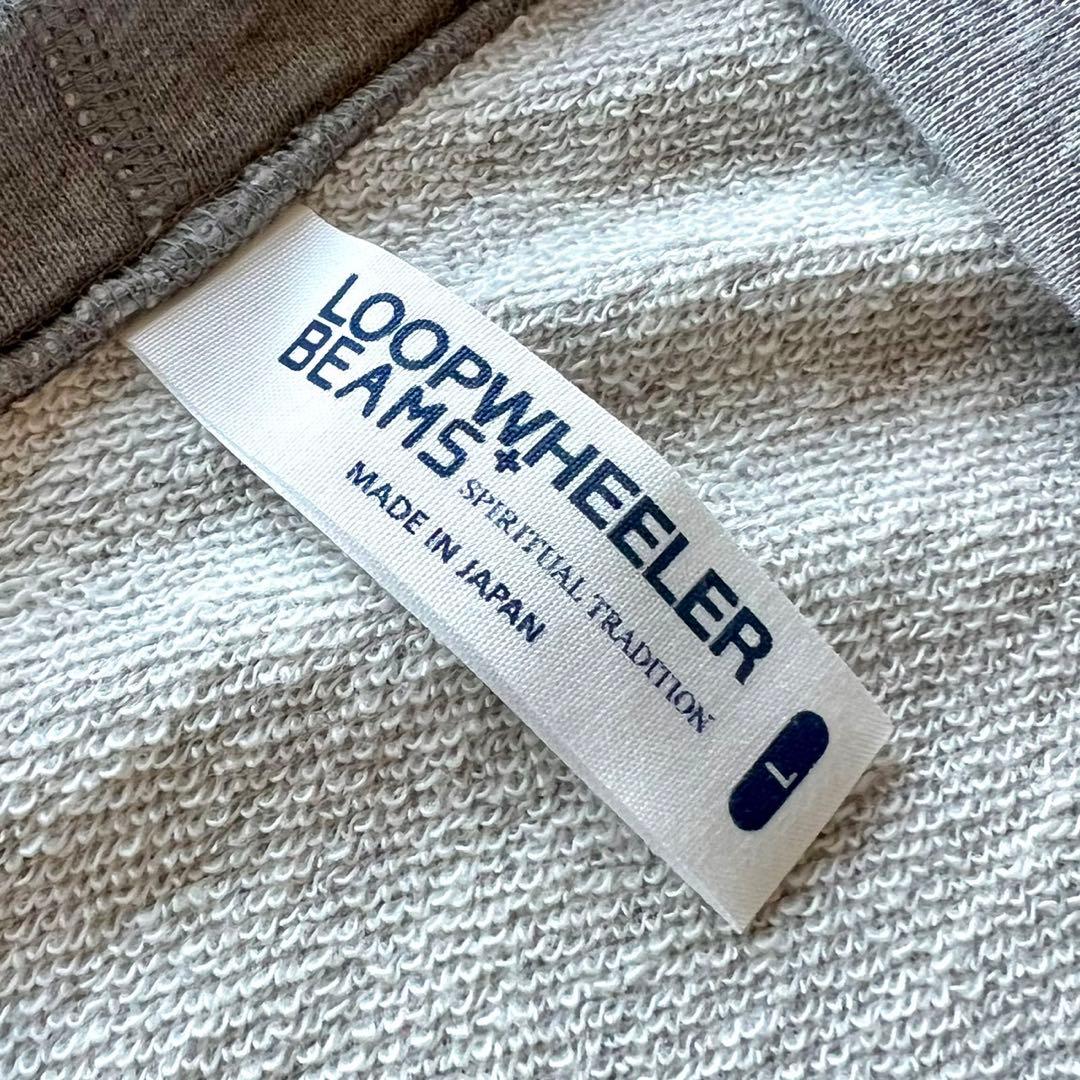 LOOPWHEELER
BEAMS+
SPIRITUAL TRADITION
MADE IN JAPAN
L